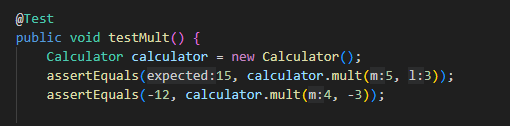 @Test
public void testMult() {
Calculator calculator = new Calculator();
assertEquals(expected:15, calculator.mult(m:5, l:3));
assertEquals(-12, calculator.mult(m:4, -3));